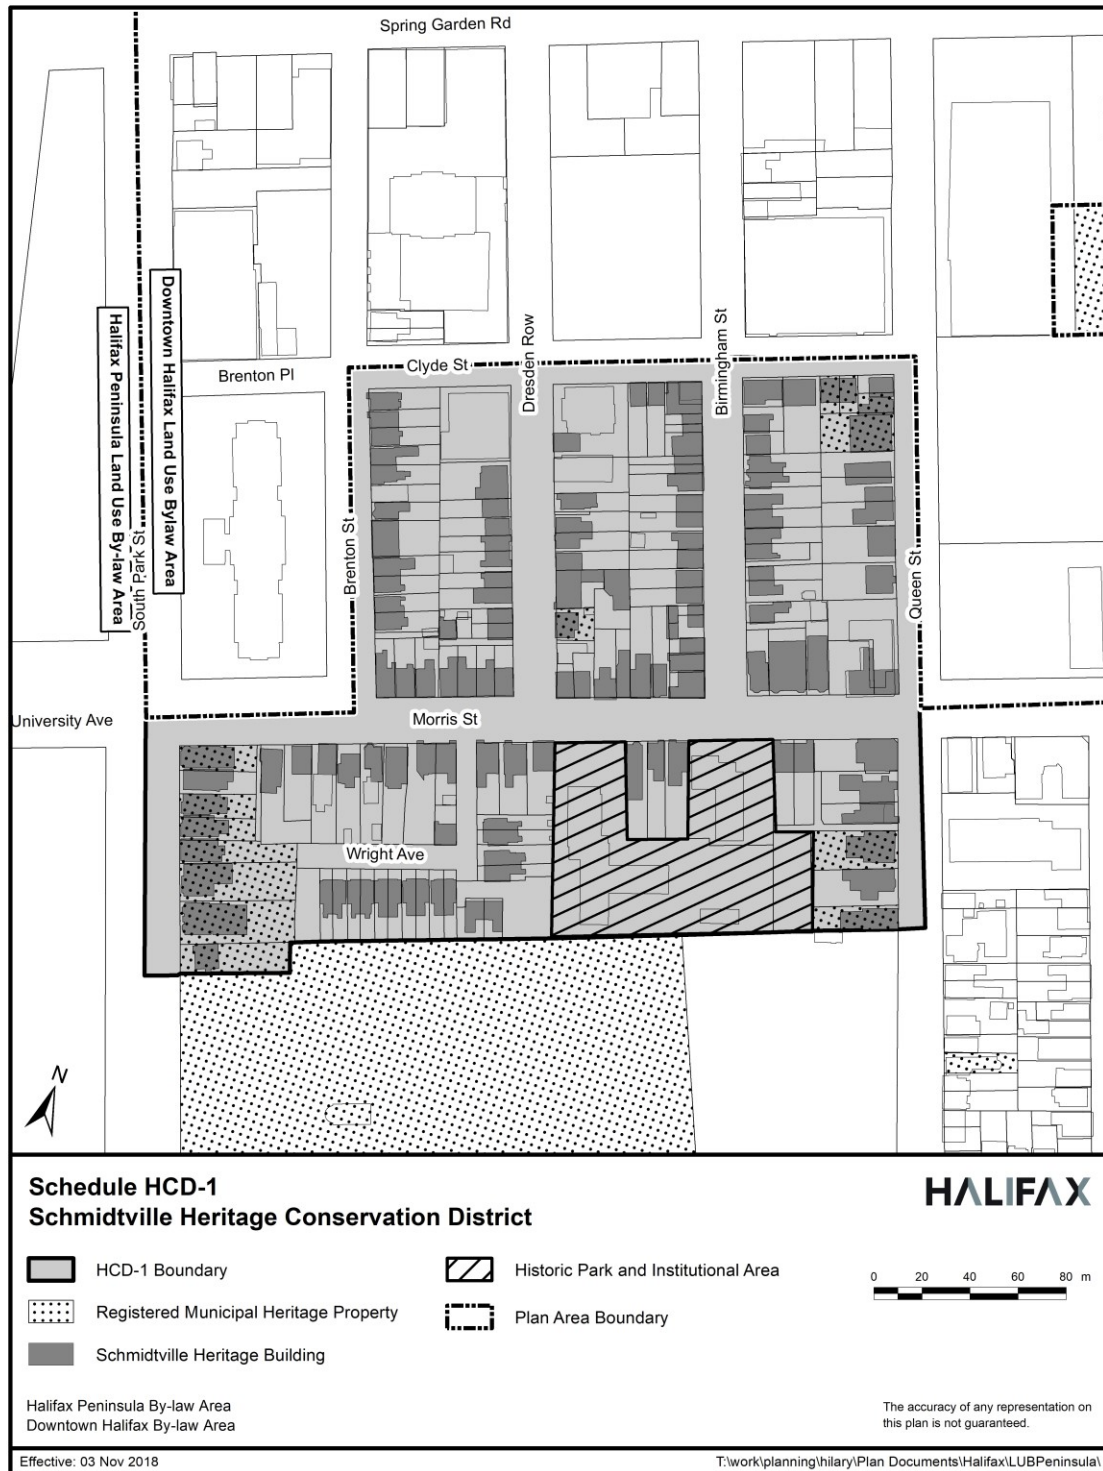 Spring Garden Rd
Downtown Halifax Land Use Bylaw Area
Halifax Peninsula Land Use By-law Area
South Park St
Brenton Pl
Clyde St
Dresden Row
Birmingham St
Brenton St
Queen St
University Ave
Morris St
Wright Ave
N
Schedule HCD-1
Schmidtville Heritage Conservation District
HALIFAX
HCD-1 Boundary
Historic Park and Institutional Area
0 20 40 60 80 m
Registered Municipal Heritage Property
Plan Area Boundary
Schmidtville Heritage Building
Halifax Peninsula By-law Area
Downtown Halifax By-law Area
The accuracy of any representation on
this plan is not guaranteed.
Effective: 03 Nov 2018
T:\work\planning\hilary\Plan Documents\Halifax\LUBPeninsula\